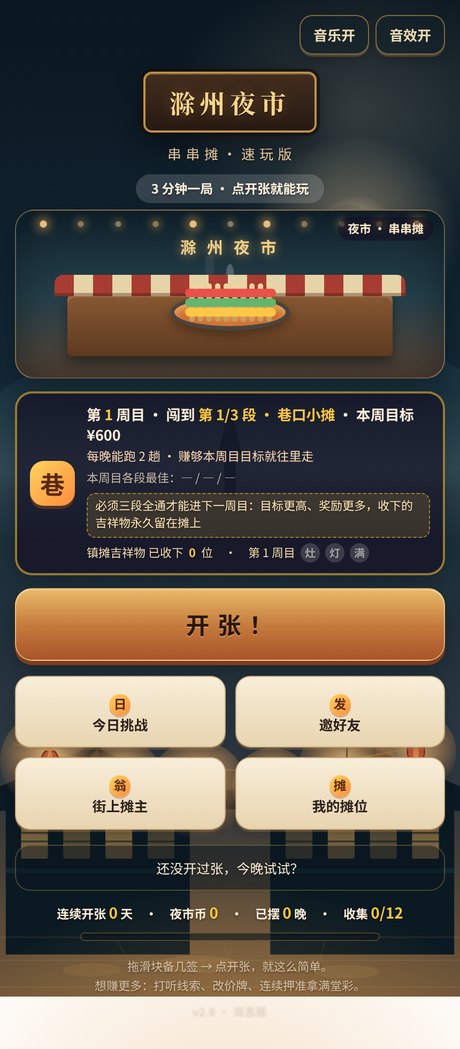 音乐开 音效开
滁州夜市
串串摊·速玩版
3 分钟一局 · 点开张就能玩
夜市 · 串串摊
滁州夜市
第 1 周目 · 闯到 第 1/3 段 · 巷口小摊 · 本周目标
¥600
巷
每晚能跑 2 趟 · 赚够本周目目标就往里走
本周目各段最佳：— / — / —
必须三段全通才能进下一周目：目标更高、奖励更多，收下的
吉祥物永久留在摊上
镇摊吉祥物 已收下 0 位 · 第 1 周目 灶 灯 满
开张！
日 发
今日挑战 邀好友
翁 摊
街上摊主 我的摊位
还没开过张，今晚试试？
连续开张 0 天 · 夜市币 0 · 已摆 0 晚 · 收集 0/12
拖滑块备几签 → 点开张，就这么简单。
想赚更多：打听线索、改价牌、连续押准拿满堂彩。